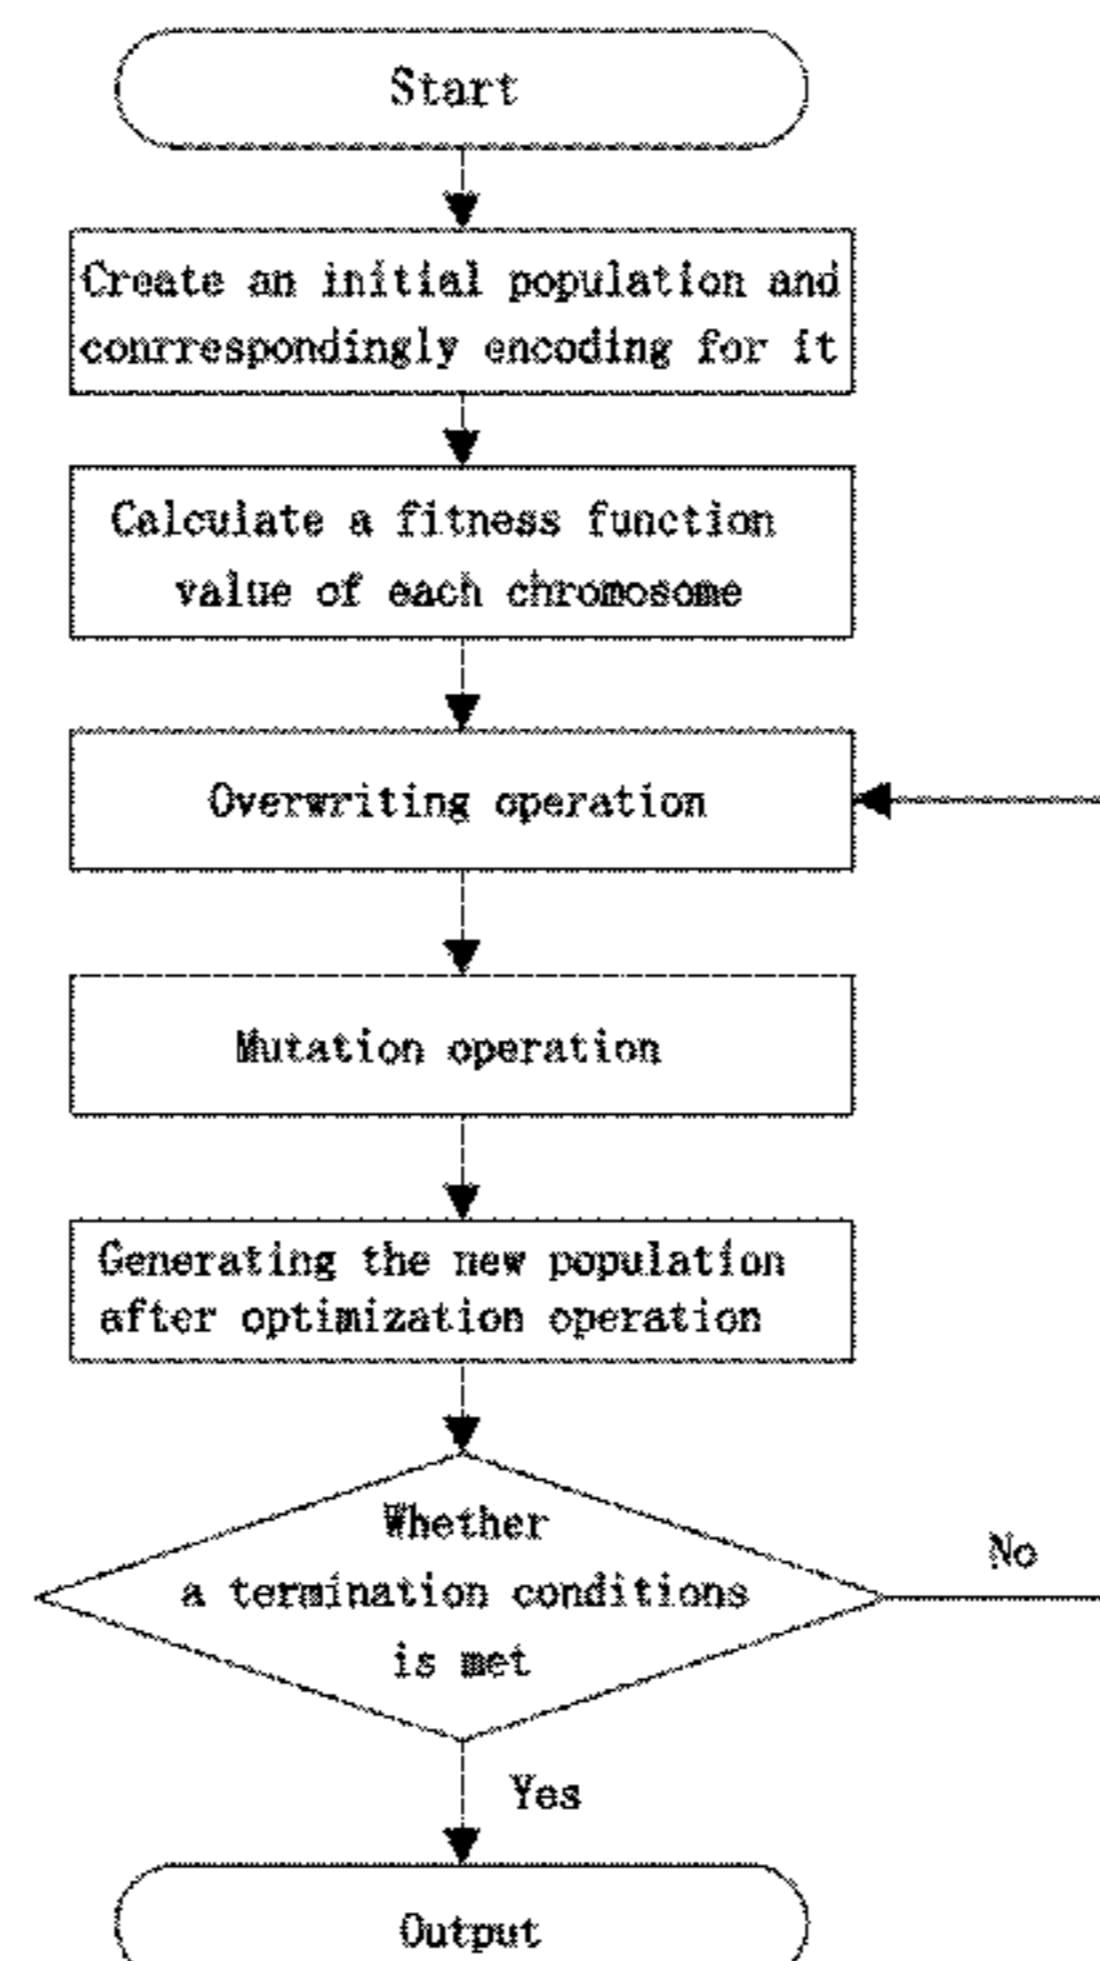 Start
Create an initial population and
conrrespondingly encoding for it
Calculate a fitness function
value of each chromosome
Overwriting operation
Mutation operation
Generating the new population
after optimization operation
Whether
a termination conditions
is met
No
Yes
Output